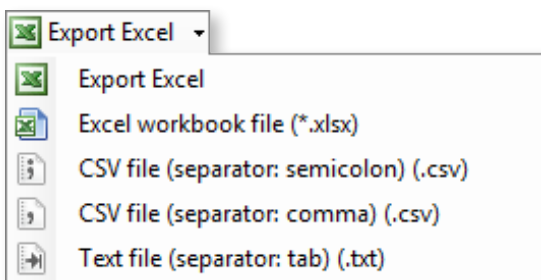 Export Excel
Export Excel
Excel workbook file (*.xlsx)
CSV file (separator: semicolon) (.csv)
CSV file (separator: comma) (.csv)
Text file (separator: tab) (.txt)